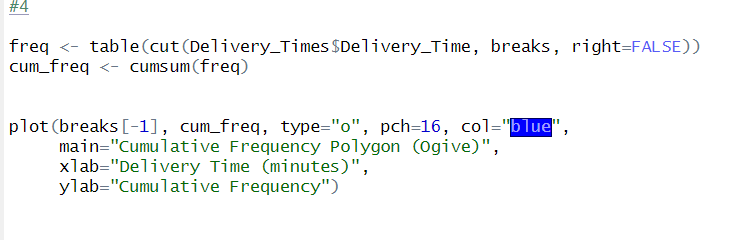 #4
freq <- table(cut(Delivery_Times$Delivery_Time, breaks, right=FALSE))
cum_freq <- cumsum(freq)
plot(breaks[-1], cum_freq, type="o", pch=16, col="blue",
main="Cumulative Frequency Polygon (Ogive)",
xlab="Delivery Time (minutes)",
ylab="Cumulative Frequency")